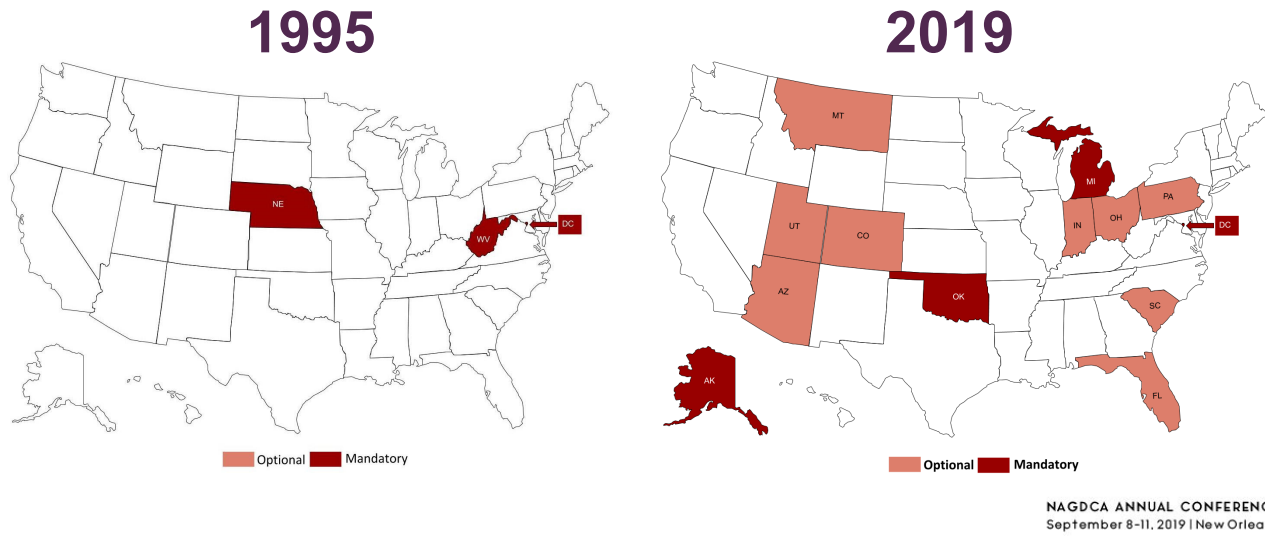 1995
2019
NE
WV
DC
Optional Mandatory
MT
MI
PA
UT
CO
IN
OH
DC
AZ
OK
SC
AK
FL
Optional Mandatory
NAGDCA ANNUAL CONFEREN
September 8-11, 2019 | New Orlea